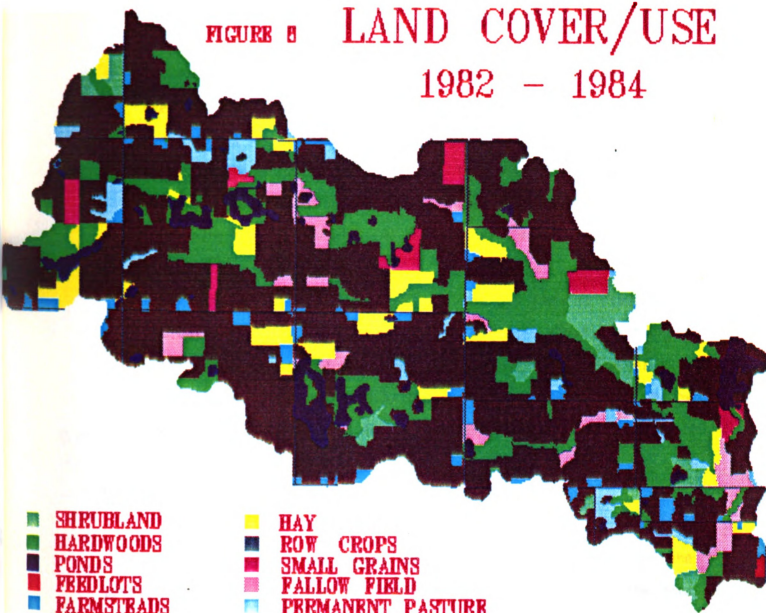 FIGURE 8 LAND COVER/USE
1982 - 1984
SHRUBLAND
HARDWOODS
PONDS
FEEDLOTS
FARMSTEADS
HAY
ROW CROPS
SMALL GRAINS
FALLOW FIELD
PERMANENT PASTURE